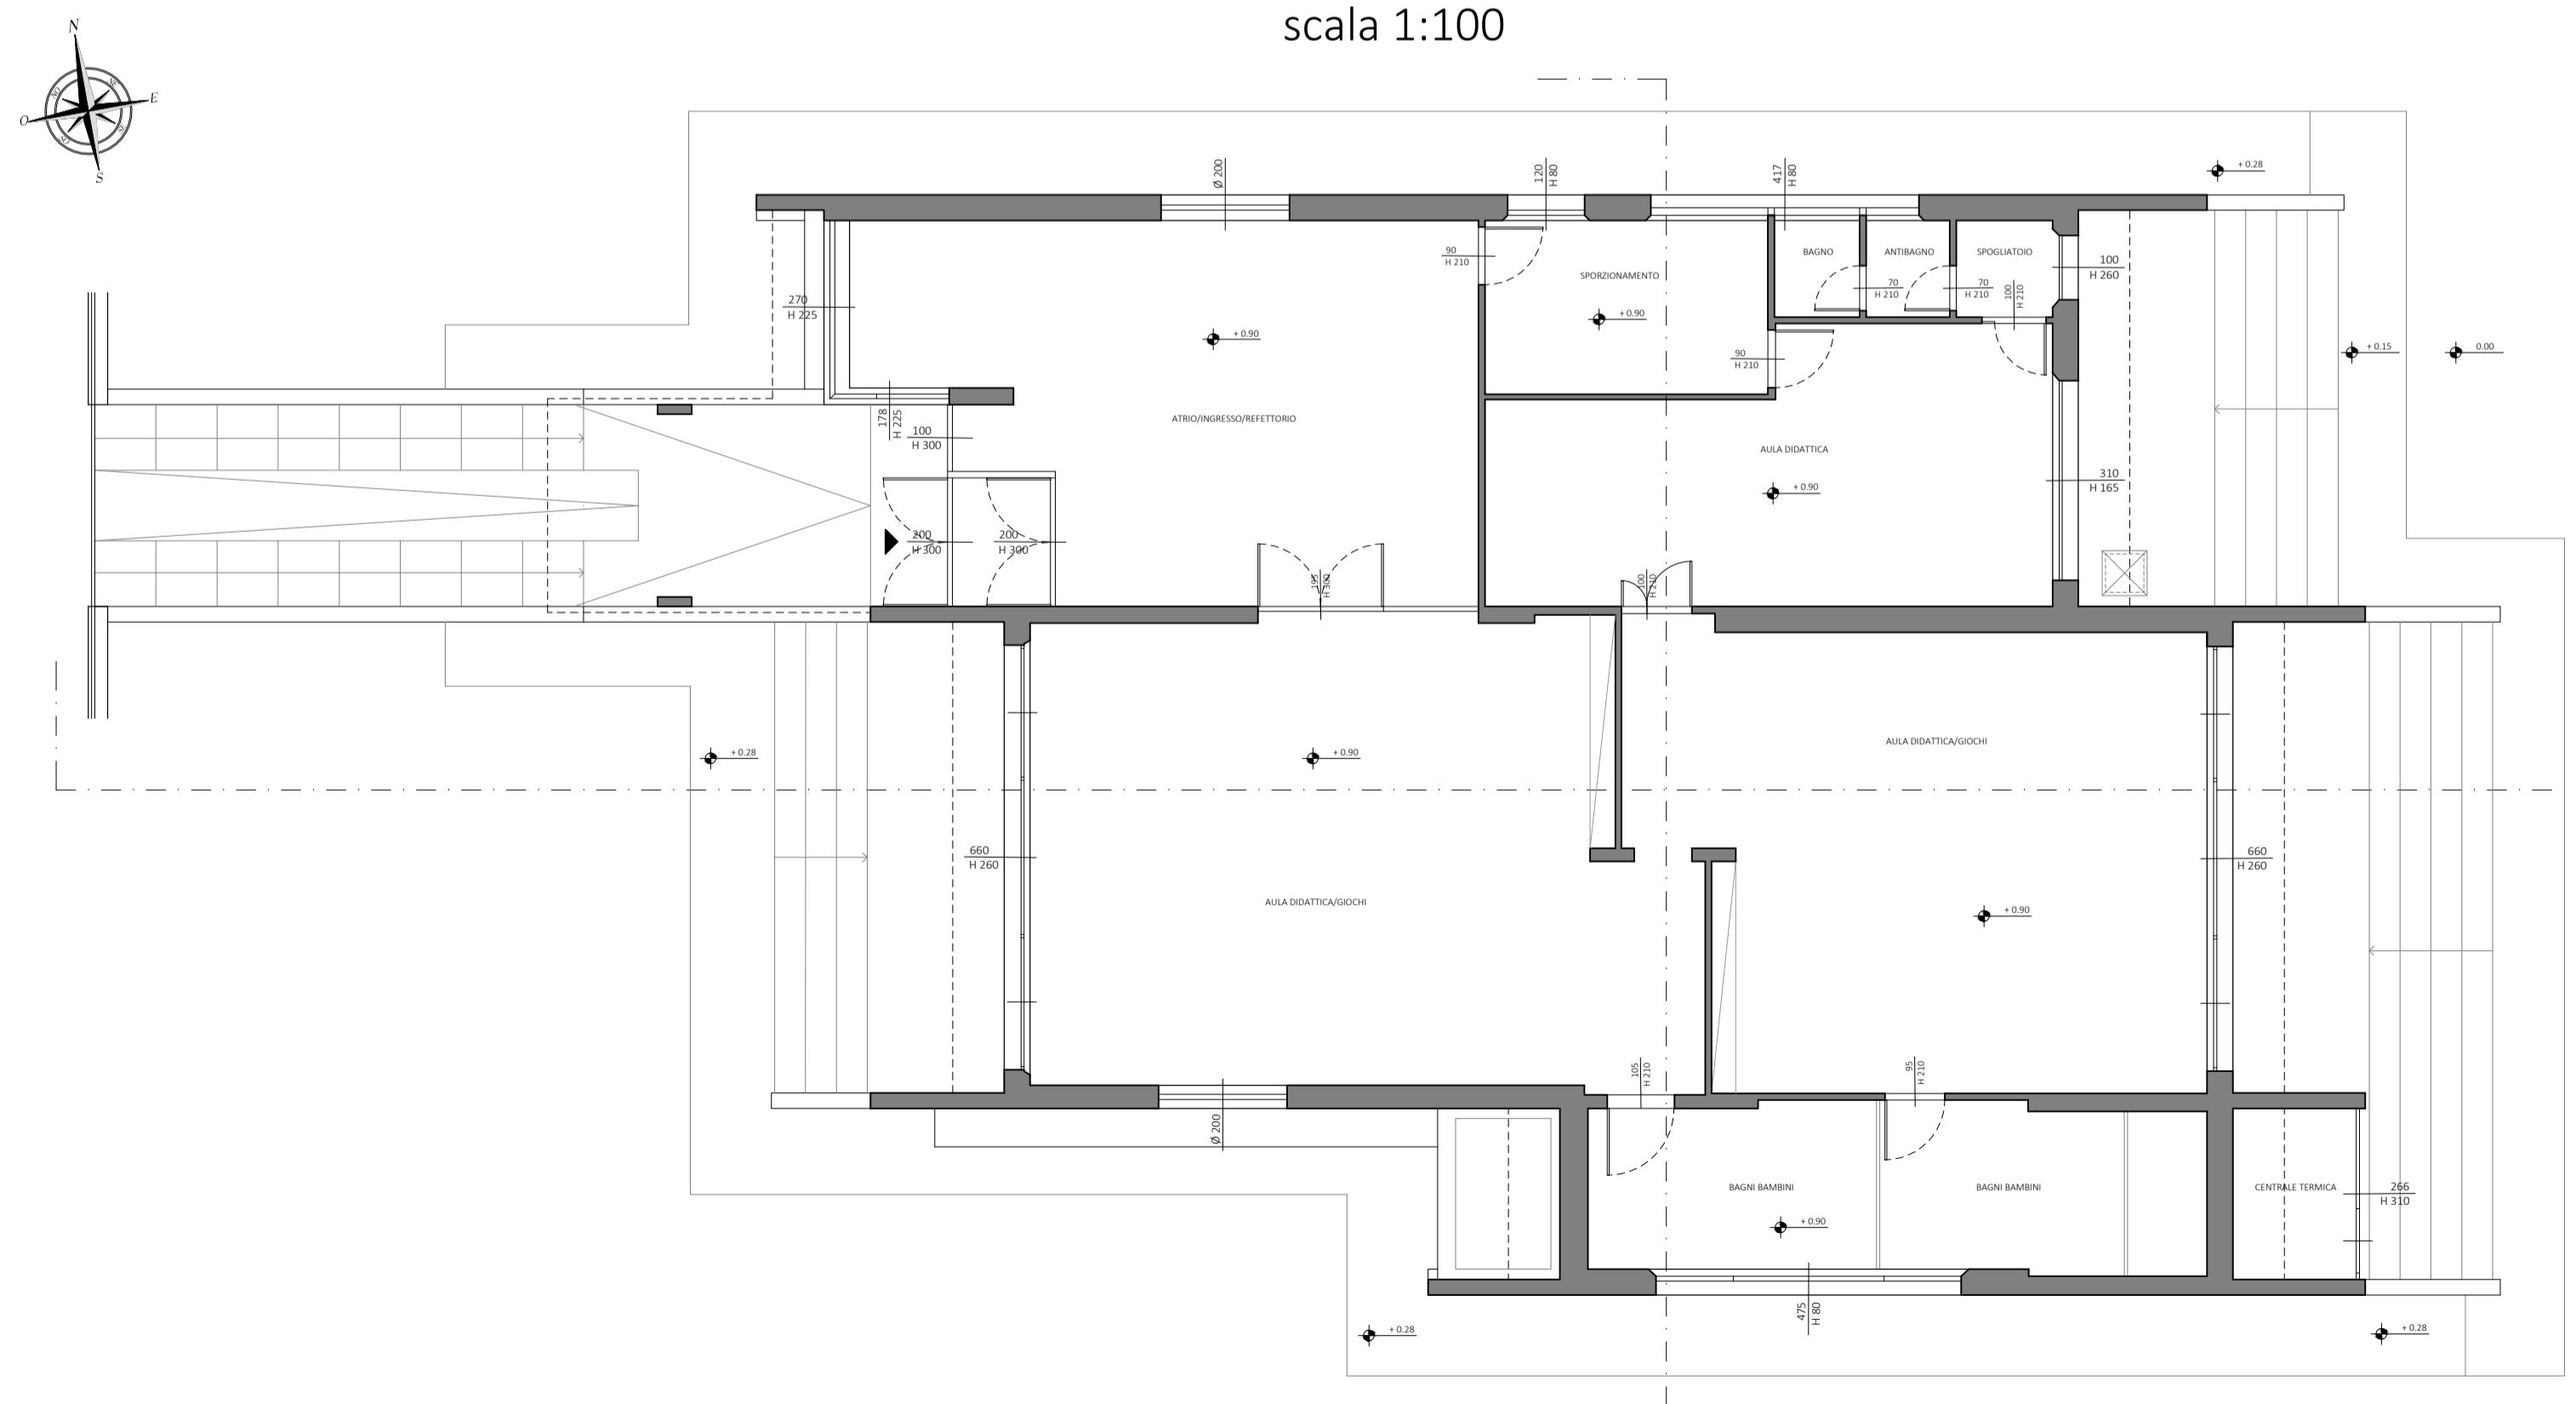 scala 1:100
N
E
O
S
Ø 200
120
H 80
417
H 80
+ 0.28
90
H 210
SPORZIONAMENTO
BAGNO
ANTIBAGNO
SPOGLIATOIO
100
H 260
70
H 210
70
H 210
100
H 210
270
H 225
+ 0.90
+ 0.90
90
H 210
+ 0.15
0.00
178
H 225
100
H 300
ATRIO/INGRESSO/REFETTORIO
AULA DIDATTICA
310
H 165
+ 0.90
200
H 300
200
H 300
195
H 300
100
H 210
+ 0.28
+ 0.90
AULA DIDATTICA/GIOCHI
660
H 260
660
H 260
AULA DIDATTICA/GIOCHI
+ 0.90
105
H 210
95
H 210
Ø 200
BAGNI BAMBINI
BAGNI BAMBINI
CENTRALE TERMICA
266
H 310
+ 0.90
475
H 80
+ 0.28
+ 0.28